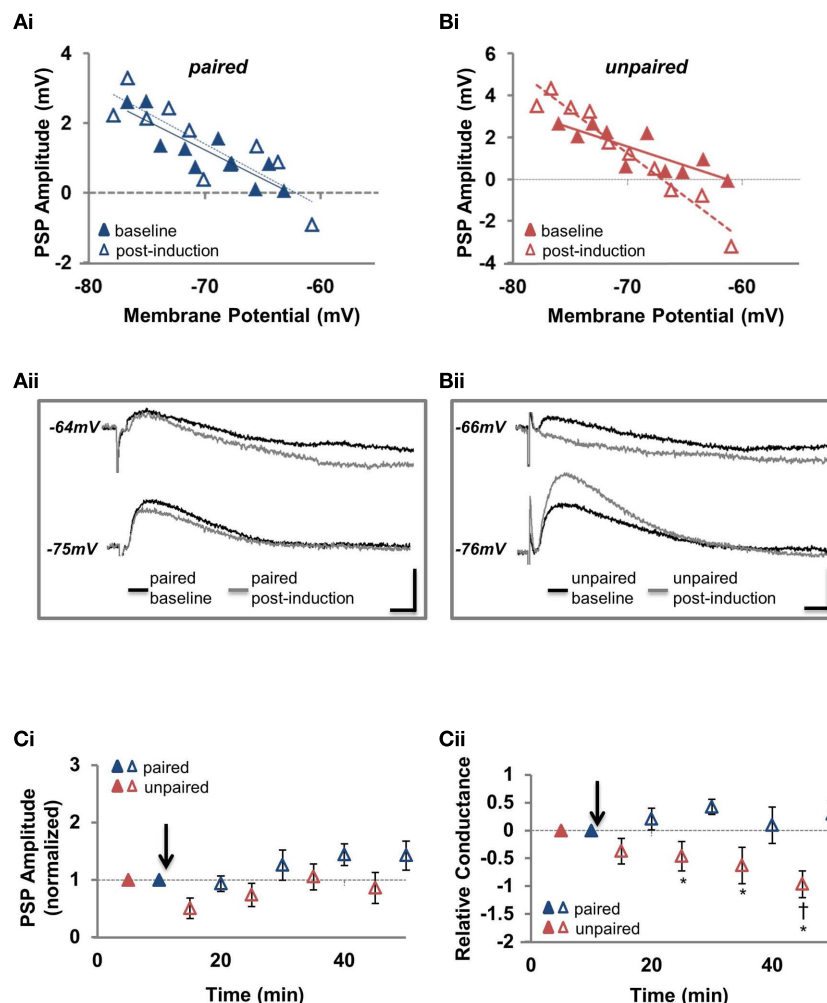 Ai
paired
PSP Amplitude (mV)
4
2
0
-2
baseline
post-induction
-80
-70
-60
Membrane Potential (mV)
Bi
unpaired
PSP Amplitude (mV)
6
4
2
0
-2
-4
baseline
post-induction
-80
-70
-60
Membrane Potential (mV)
Aii
-64mV
-75mV
paired
baseline
paired
post-induction
Bii
-66mV
-76mV
unpaired
baseline
unpaired
post-induction
Ci
PSP Amplitude
(normalized)
3
2
1
0
paired
unpaired
0
20
40
Time (min)
Cii
Relative Conductance
1
0.5
0
-0.5
-1
-1.5
-2
*
*
†
*
paired
unpaired
0
20
40
Time (min)